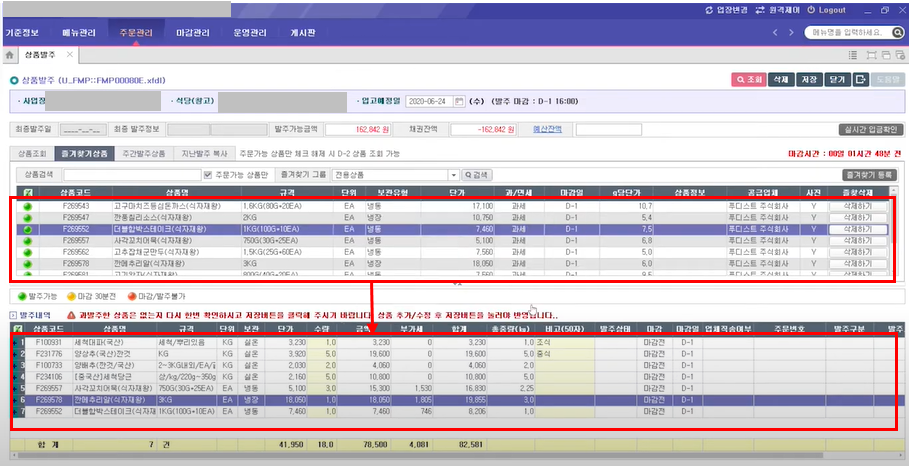 업장변경 원격제어 Logout
기준정보 메뉴관리 주문관리 마감관리 운영관리 게시판 메뉴명을 입력하세요.
상품발주
상품발주 (U_FMP::FMP00080E.xfdl) 조회 삭제 저장 닫기 도움말
· 사업장 · 식당(창고) · 입고예정일 2020-06-24 (수) (발주 마감 : D-1 16:00)
최종발주일 ____-__-__ 최종 발주정보 발주가능금액 162,842 원 채권잔액 -162,842 원 예산잔액 실시간 입금확인
상품조회 즐겨찾기상품 주간발주상품 지난발주 복사 주문가능 상품만 체크 해제 시 D-2 상품 조회 가능 마감시간 : 00일 01시간 48분 전
상품검색 주문가능 상품만 즐겨찾기 그룹 전용상품 검색 즐겨찾기 등록
상품코드 상품명 규격 단위 보관유형 단가 과/면세 마감일 g당단가 상품정보 공급업체 사진 즐찾삭제
F269543 고구마치즈등심돈까스(식자재왕) 1,6KG(80G*20EA) EA 냉동 17,100 과세 D-1 10,7 푸디스트 주식회사 Y 삭제하기
F269547 깐풍칠리소스(식자재왕) 2KG EA 냉장 10,750 과세 D-1 5,4 푸디스트 주식회사 Y 삭제하기
F269552 더블함박스테이크(식자재왕) 1KG(100G*10EA) EA 냉동 7,460 과세 D-1 7,5 푸디스트 주식회사 Y 삭제하기
F269557 사각꼬치어묵(식자재왕) 750G(30G*25EA) EA 냉동 5,100 과세 D-1 6,8 푸디스트 주식회사 Y 삭제하기
F269562 고추잡채군만두(식자재왕) 1,5KG(25G*60EA) EA 냉동 7,560 과세 D-1 5,0 푸디스트 주식회사 Y 삭제하기
F269578 깐메추리알(식자재왕) 3KG EA 냉장 18,050 과세 D-1 6,0 푸디스트 주식회사 Y 삭제하기
EA 냉동 7,560 과세 D-1 9,5 푸디스트 주식회사 Y 삭제하기
발주가능 마감 30분전 마감/발주불가
발주내역 과발주한 상품은 없는지 다시 한번 확인하시고 저장버튼을 클릭해 주시기 바랍니다. 상품 추가/수정 후 저장버튼을 눌러야 반영됩니다..
상품코드 상품명 규격 단위 보관 단가 수량 금액 부가세 합계 총중량(kg) 비고(50자) 발주상태 마감 마감일 업체직송여부 주문번호 발주구분 발주
1 F100931 세척대파(국산) 세척/뿌리있음 KG 실온 3,230 1,0 3,230 0 3,230 1,0 조식 마감전 D-1
2 F231776 양상추(국산)깐것 KG KG 실온 3,920 5,0 19,600 0 19,600 5,0 중식 마감전 D-1
3 F100733 양배추(깐것/국산) 2~3KG내외/EA/ KG 실온 2,030 2,0 4,060 0 4,060 2,0 마감전 D-1
4 F234106 [중국산]세척당근 상/kg/220g~350g KG 실온 2,160 5,0 10,800 0 10,800 5,0 마감전 D-1
5 F269557 사각꼬치어묵(식자재왕) 750G(30G*25EA) EA 냉동 5,100 3,0 15,300 1,530 16,830 2,25 마감전 D-1
6 F269578 깐메추리알(식자재왕) 3KG EA 냉장 18,050 1,0 18,050 1,805 19,855 3,0 마감전 D-1
7 F269552 더블함박스테이크(식자재 1KG(100G*10EA) EA 냉동 7,460 1,0 7,460 746 8,206 1,0 마감전 D-1
합 계 7 건 41,950 18,0 78,500 4,081 82,581